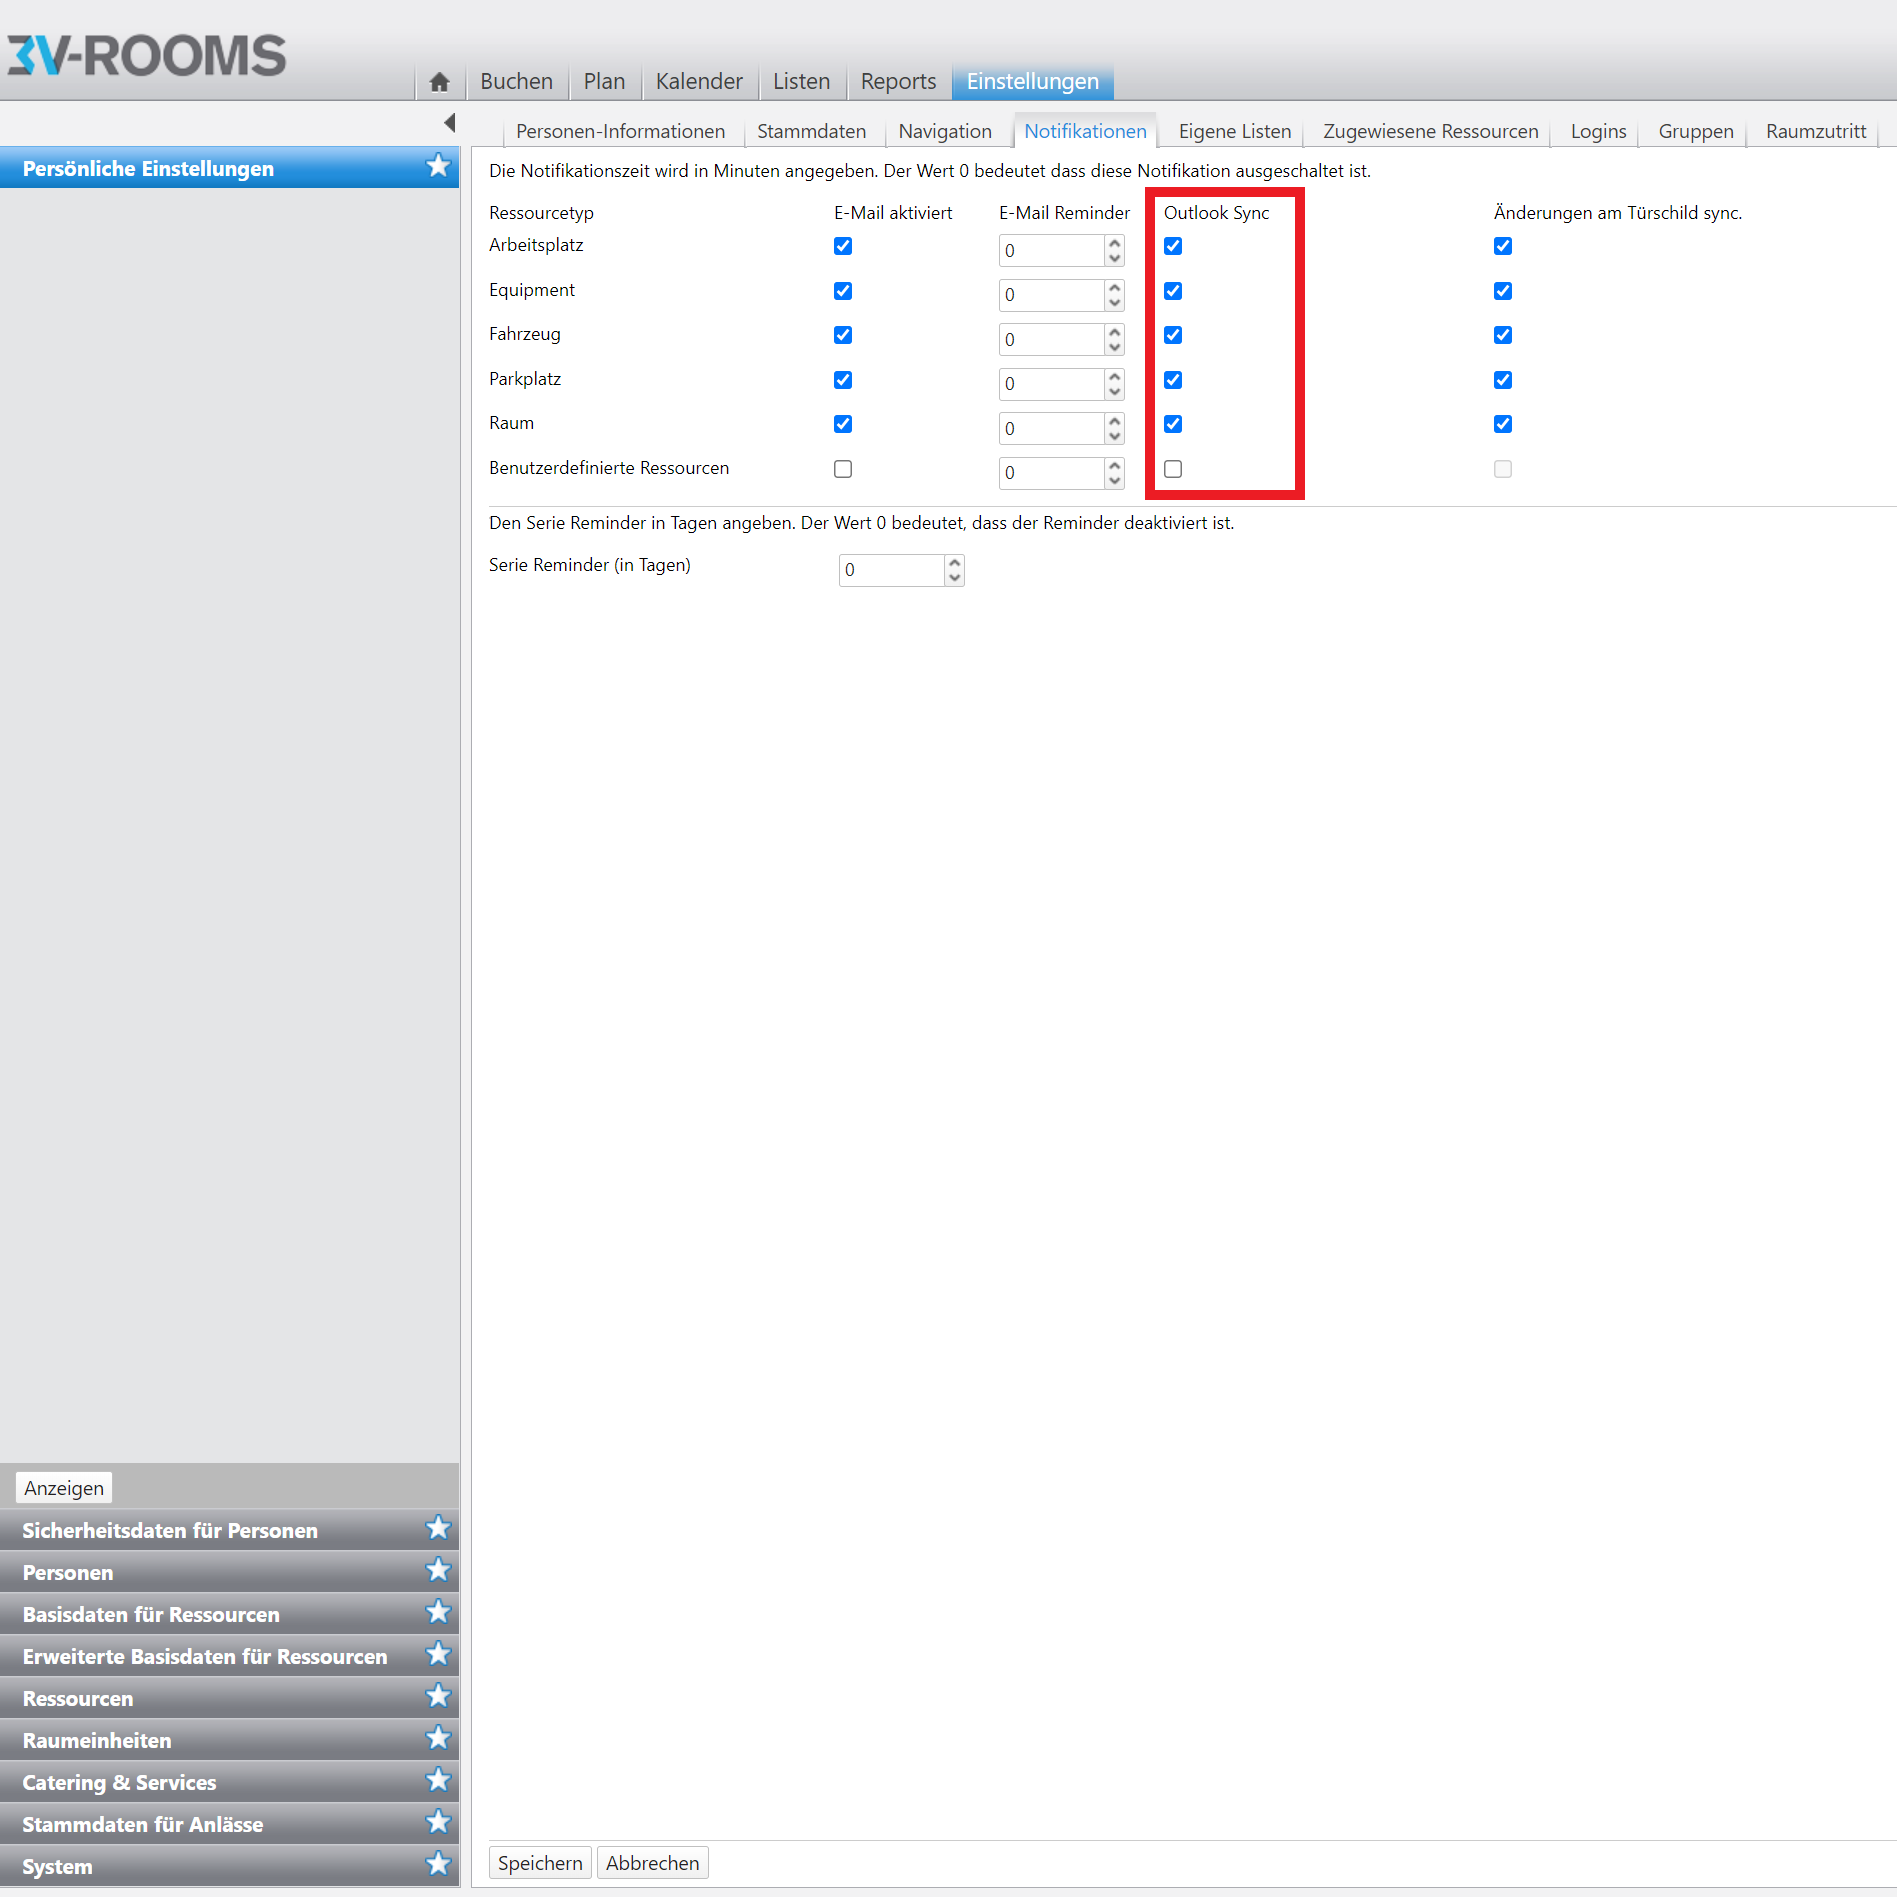 3V-ROOMS
Buchen Plan Kalender Listen Reports Einstellungen
Personen-Informationen Stammdaten Navigation Notifikationen Eigene Listen Zugewiesene Ressourcen Logins Gruppen Raumzutritt
Persönliche Einstellungen
Die Notifikationszeit wird in Minuten angegeben. Der Wert 0 bedeutet dass diese Notifikation ausgeschaltet ist.
Ressourcetyp E-Mail aktiviert E-Mail Reminder Outlook Sync Änderungen am Türschild sync.
Arbeitsplatz 0
Equipment 0
Fahrzeug 0
Parkplatz 0
Raum 0
Benutzerdefinierte Ressourcen 0
Den Serie Reminder in Tagen angeben. Der Wert 0 bedeutet, dass der Reminder deaktiviert ist.
Serie Reminder (in Tagen) 0
Anzeigen
Sicherheitsdaten für Personen
Personen
Basisdaten für Ressourcen
Erweiterte Basisdaten für Ressourcen
Ressourcen
Raumeinheiten
Catering & Services
Stammdaten für Anlässe
System
Speichern Abbrechen